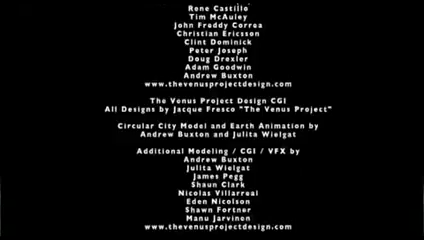 Rene Castillo
Tim McAuley
John Freddy Correa
Christian Ericsson
Clint Dominick
Peter Joseph
Doug Drexler
Adam Goodwin
Andrew Buxton
www.thevenusprojectdesign.com
The Venus Project Design CGI
All Designs by Jacque Fresco "The Venus Project"
Circular City Model and Earth Animation by
Andrew Buxton and Julita Wielgat
Additional Modeling / CGI / VFX by
Andrew Buxton
Julita Wielgat
James Pegg
Shaun Clark
Nicolas Villarreal
Eden Nicolson
Shawn Fortner
Manu Jarvinon
www.thevenusprojectdesign.com